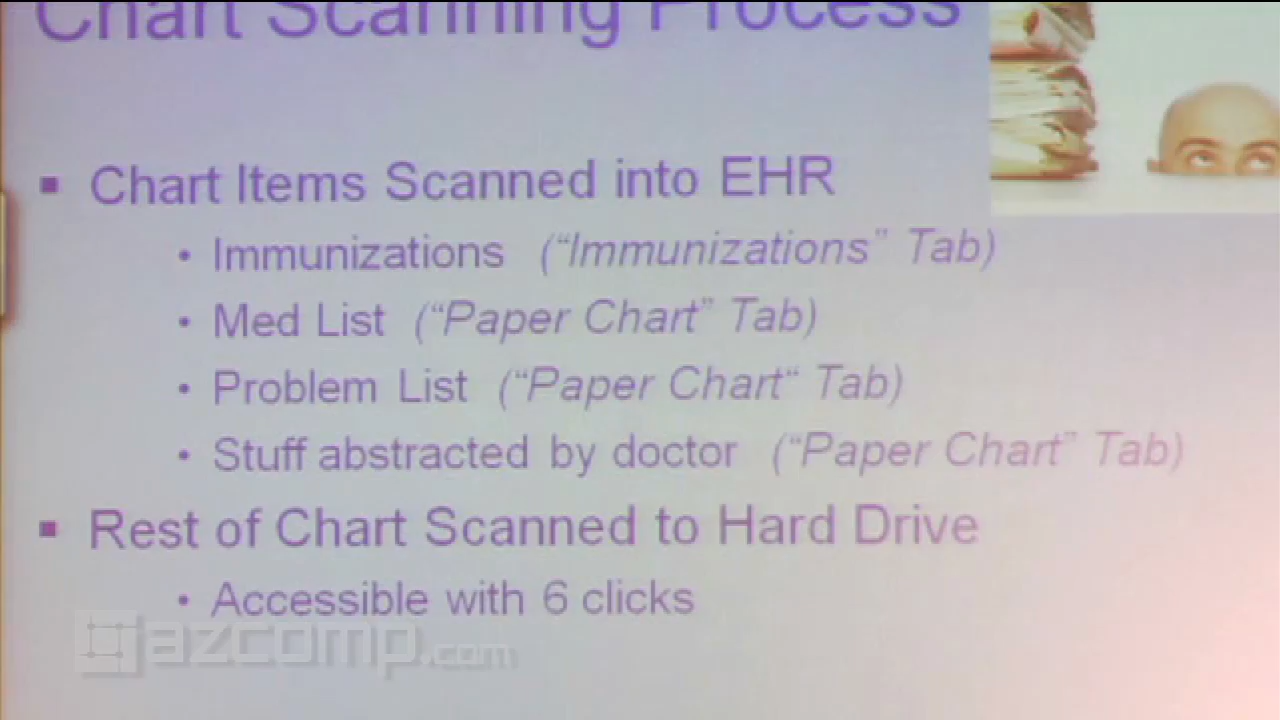 Chart Scanning Process
▪ Chart Items Scanned into EHR
• Immunizations (“Immunizations” Tab)
• Med List (“Paper Chart” Tab)
• Problem List (“Paper Chart“ Tab)
• Stuff abstracted by doctor (“Paper Chart” Tab)
▪ Rest of Chart Scanned to Hard Drive
• Accessible with 6 clicks
azcomp.com